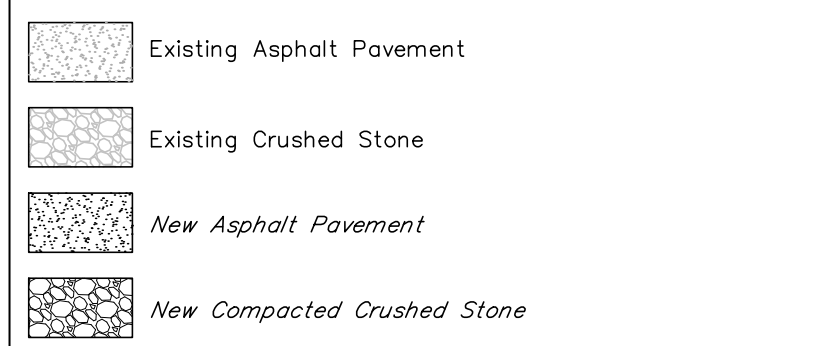 Existing Asphalt Pavement
Existing Crushed Stone
New Asphalt Pavement
New Compacted Crushed Stone